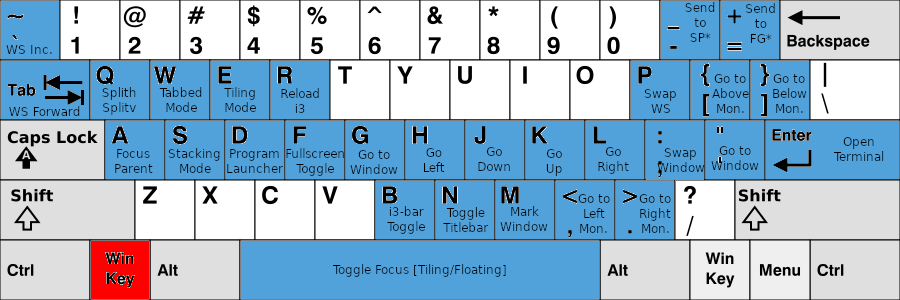 ~ ! @ # $ % ^ & * ( ) _ Send to SP* + Send to FG*
` WS Inc. 1 2 3 4 5 6 7 8 9 0 - = Backspace
Tab Q W E R T Y U I O P { Go to Above } Go to Below |
WS Forward Splith Splitv Tabbed Mode Tiling Mode Reload i3 Swap WS [ Mon. ] Mon. \
Caps Lock A S D F G H J K L : " Enter
A Focus Parent Stacking Mode Program Launcher Fullscreen Toggle Go to Window Go Left Go Down Go Up Go Right ; Swap Window ' Go to Window Open Terminal
Shift Z X C V B N M < Go to Left > Go to Right ? Shift
i3-bar Toggle Toggle Titlebar Mark Window , Mon. . Mon. /
Ctrl Win Key Alt Toggle Focus [Tiling/Floating] Alt Win Key Menu Ctrl